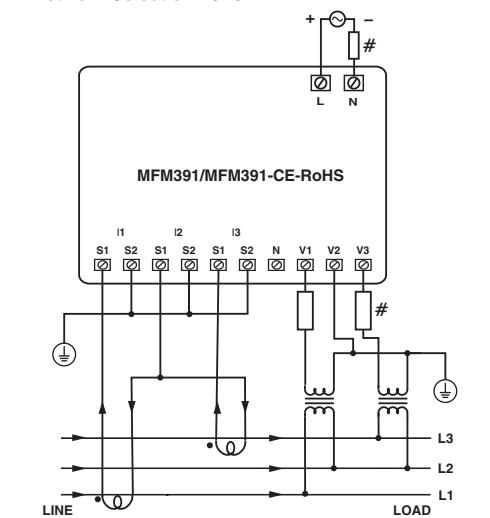 + −
#
L N
MFM391/MFM391-CE-RoHS
I1 I2 I3
S1 S2 S1 S2 S1 S2 N V1 V2 V3
#
L3
L2
L1
LINE LOAD